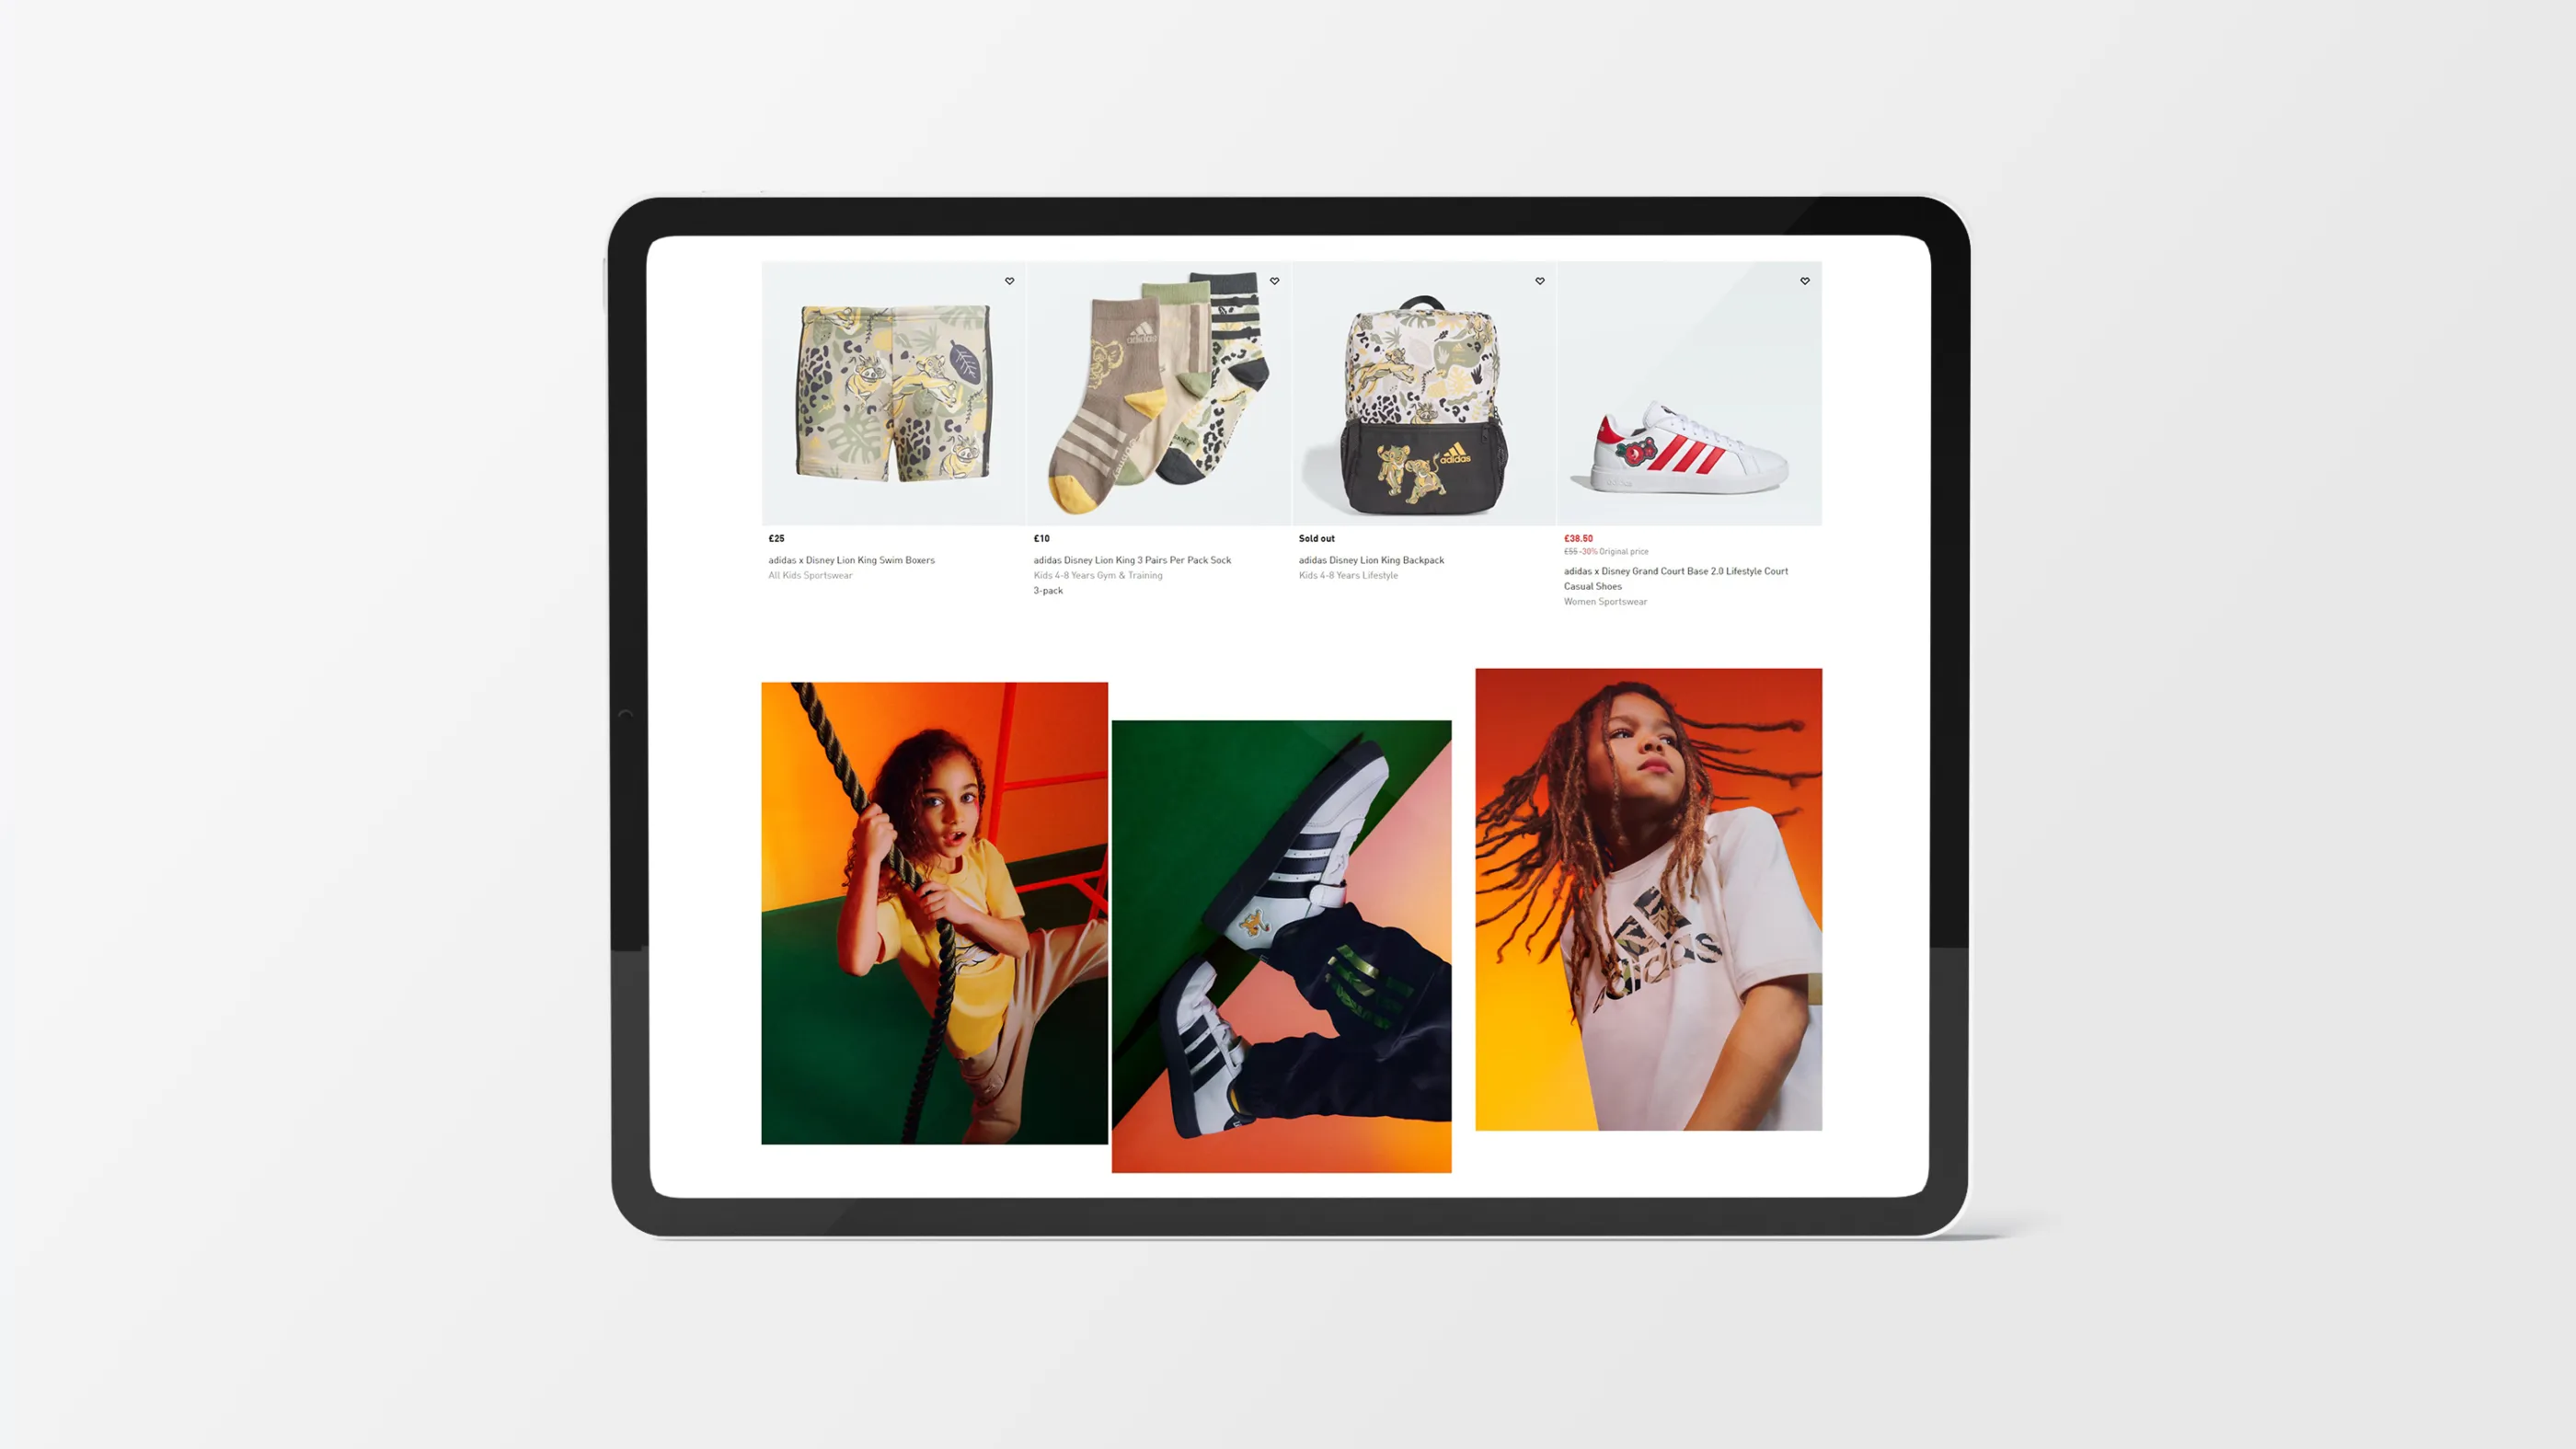 adidas
adidas
£25
adidas x Disney Lion King Swim Boxers
All Kids Sportswear
£10
adidas Disney Lion King 3 Pairs Per Pack Sock
Kids 4-8 Years Gym & Training
3-pack
Sold out
adidas Disney Lion King Backpack
Kids 4-8 Years Lifestyle
£38.50
£55 -30% Original price
adidas x Disney Grand Court Base 2.0 Lifestyle Court
Casual Shoes
Women Sportswear
adidas